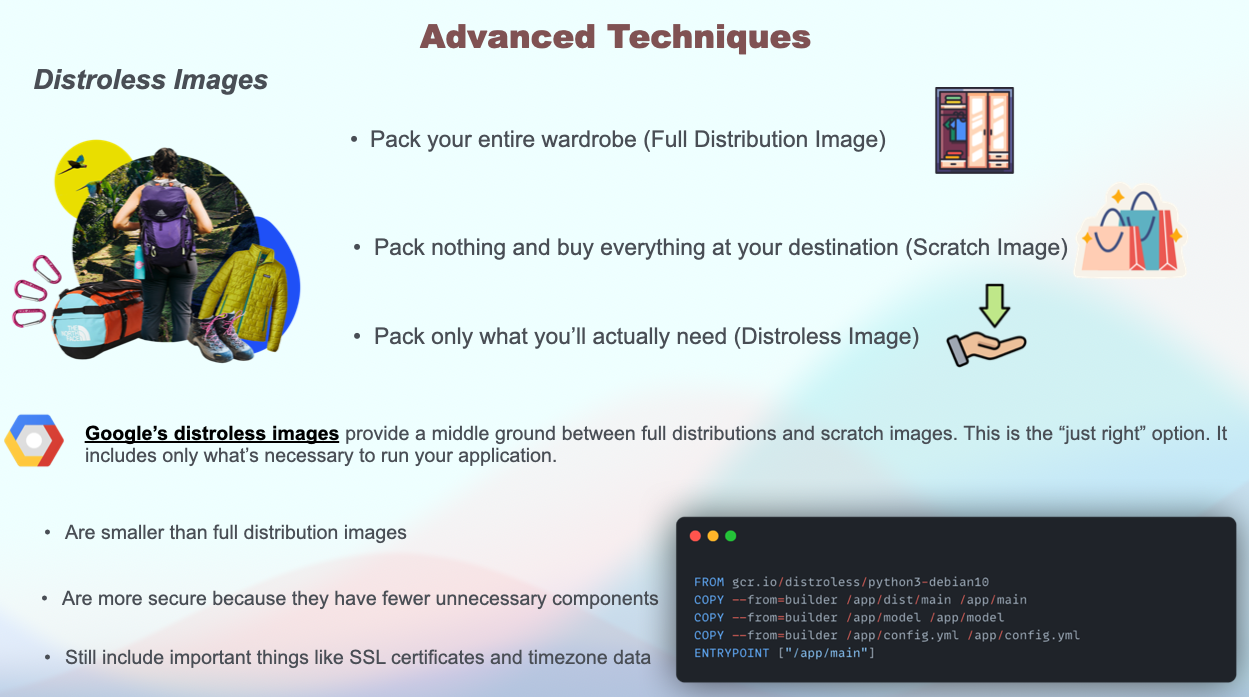 Advanced Techniques
Distroless Images
• Pack your entire wardrobe (Full Distribution Image)
• Pack nothing and buy everything at your destination (Scratch Image)
• Pack only what you’ll actually need (Distroless Image)
Google’s distroless images provide a middle ground between full distributions and scratch images. This is the “just right” option. It
includes only what’s necessary to run your application.
• Are smaller than full distribution images
• Are more secure because they have fewer unnecessary components
• Still include important things like SSL certificates and timezone data
FROM gcr.io/distroless/python3-debian10
COPY --from=builder /app/dist/main /app/main
COPY --from=builder /app/model /app/model
COPY --from=builder /app/config.yml /app/config.yml
ENTRYPOINT ["/app/main"]